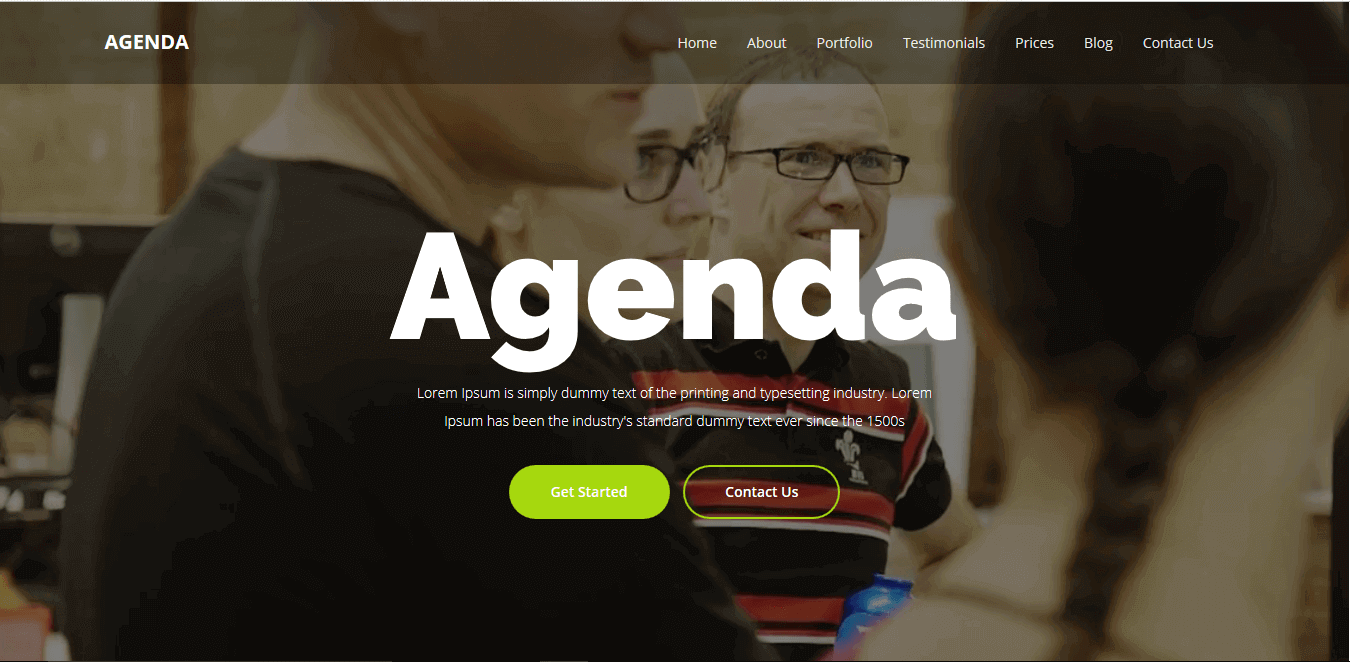 AGENDA
Home About Portfolio Testimonials Prices Blog Contact Us
Agenda
Lorem Ipsum is simply dummy text of the printing and typesetting industry. Lorem
Ipsum has been the industry's standard dummy text ever since the 1500s
Get Started Contact Us